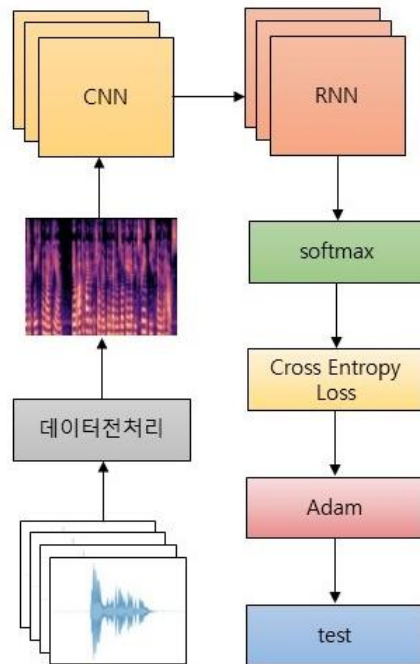 CNN
RNN
softmax
Cross Entropy
Loss
데이터전처리
Adam
test